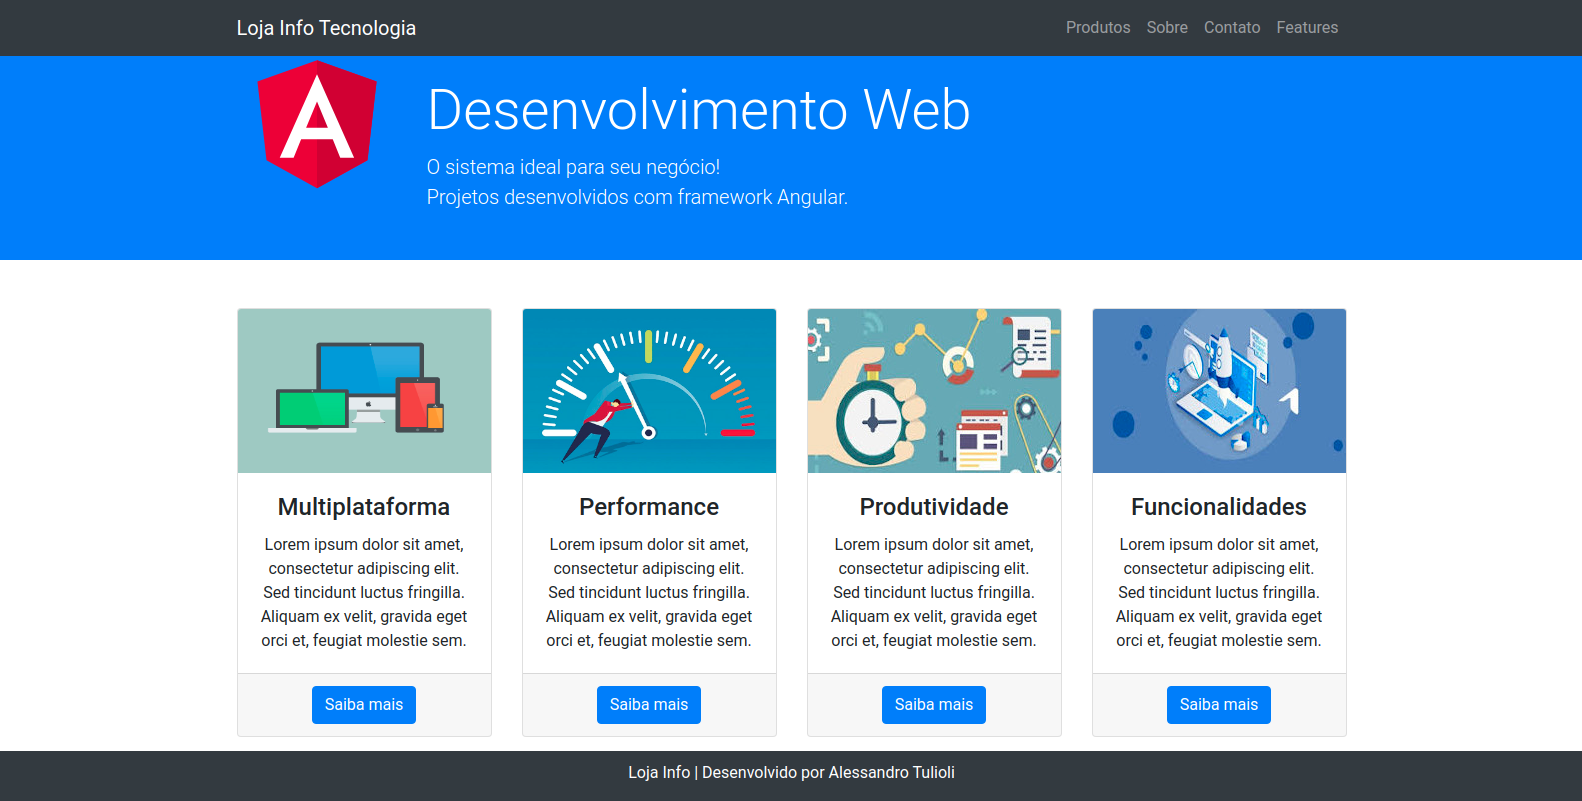 Loja Info Tecnologia
Produtos Sobre Contato Features
A
Desenvolvimento Web
O sistema ideal para seu negócio!
Projetos desenvolvidos com framework Angular.
Multiplataforma
Lorem ipsum dolor sit amet,
consectetur adipiscing elit.
Sed tincidunt luctus fringilla.
Aliquam ex velit, gravida eget
orci et, feugiat molestie sem.
Saiba mais
Performance
Lorem ipsum dolor sit amet,
consectetur adipiscing elit.
Sed tincidunt luctus fringilla.
Aliquam ex velit, gravida eget
orci et, feugiat molestie sem.
Saiba mais
Produtividade
Lorem ipsum dolor sit amet,
consectetur adipiscing elit.
Sed tincidunt luctus fringilla.
Aliquam ex velit, gravida eget
orci et, feugiat molestie sem.
Saiba mais
Funcionalidades
Lorem ipsum dolor sit amet,
consectetur adipiscing elit.
Sed tincidunt luctus fringilla.
Aliquam ex velit, gravida eget
orci et, feugiat molestie sem.
Saiba mais
Loja Info | Desenvolvido por Alessandro Tulioli